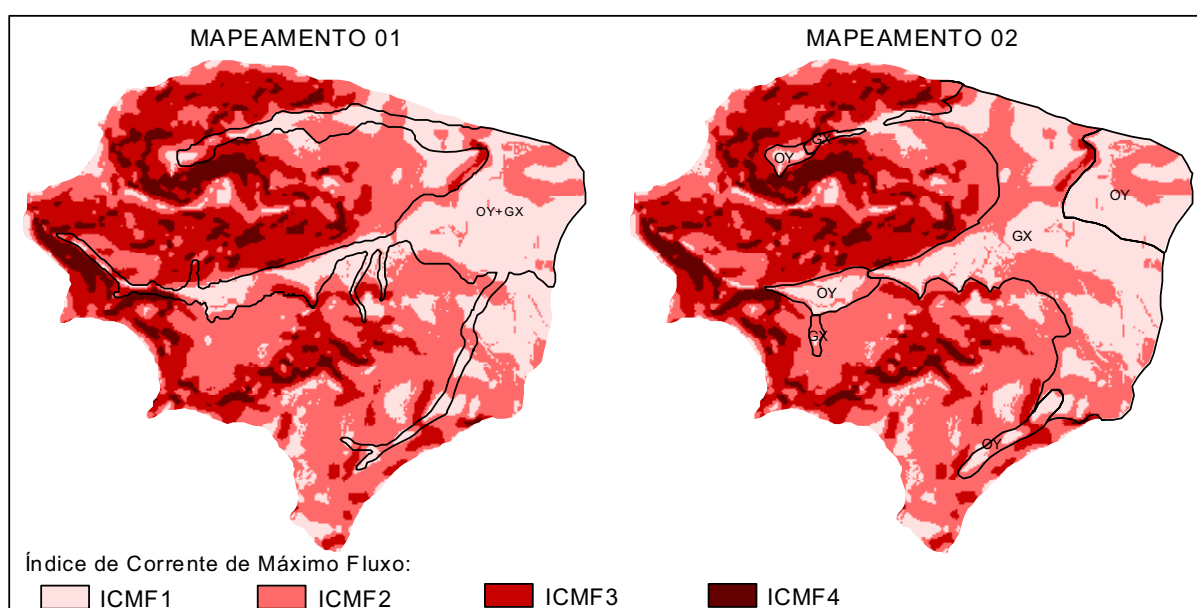 MAPEAMENTO 01
MAPEAMENTO 02
OY+GX
GX
OY
OY
GX
OY
GX
OY
Índice de Corrente de Máximo Fluxo:
ICMF1 ICMF2 ICMF3 ICMF4